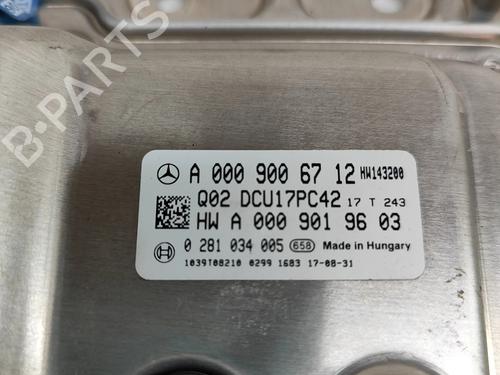 B-PARTS
A 000 900 67 12 HW143200
Q02 DCU17PC42 17 T 243
HW A 000 901 96 03
0 281 034 005 658 Made in Hungary
1039T08210 0299 1683 17-08-31